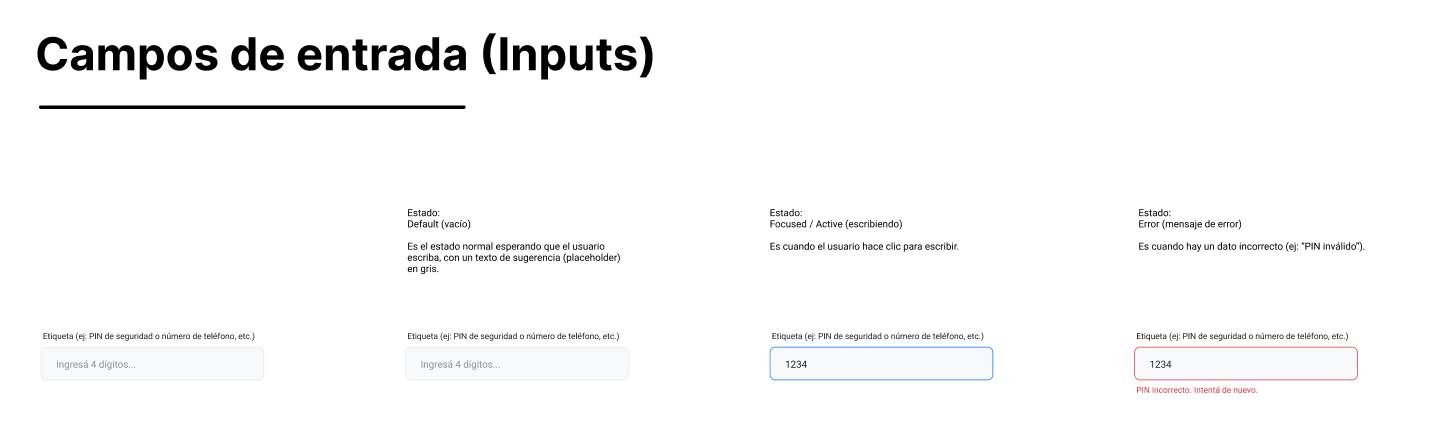 Campos de entrada (Inputs)
Estado:
Default (vacío)
Es el estado normal esperando que el usuario
escriba, con un texto de sugerencia (placeholder)
en gris.
Estado:
Focused / Active (escribiendo)
Es cuando el usuario hace clic para escribir.
Estado:
Error (mensaje de error)
Es cuando hay un dato incorrecto (ej: “PIN inválido”).
Etiqueta (ej: PIN de seguridad o número de teléfono, etc.)
Ingresá 4 dígitos...
Etiqueta (ej: PIN de seguridad o número de teléfono, etc.)
Ingresá 4 dígitos...
Etiqueta (ej: PIN de seguridad o número de teléfono, etc.)
1234
Etiqueta (ej: PIN de seguridad o número de teléfono, etc.)
1234
PIN incorrecto. Intentá de nuevo.